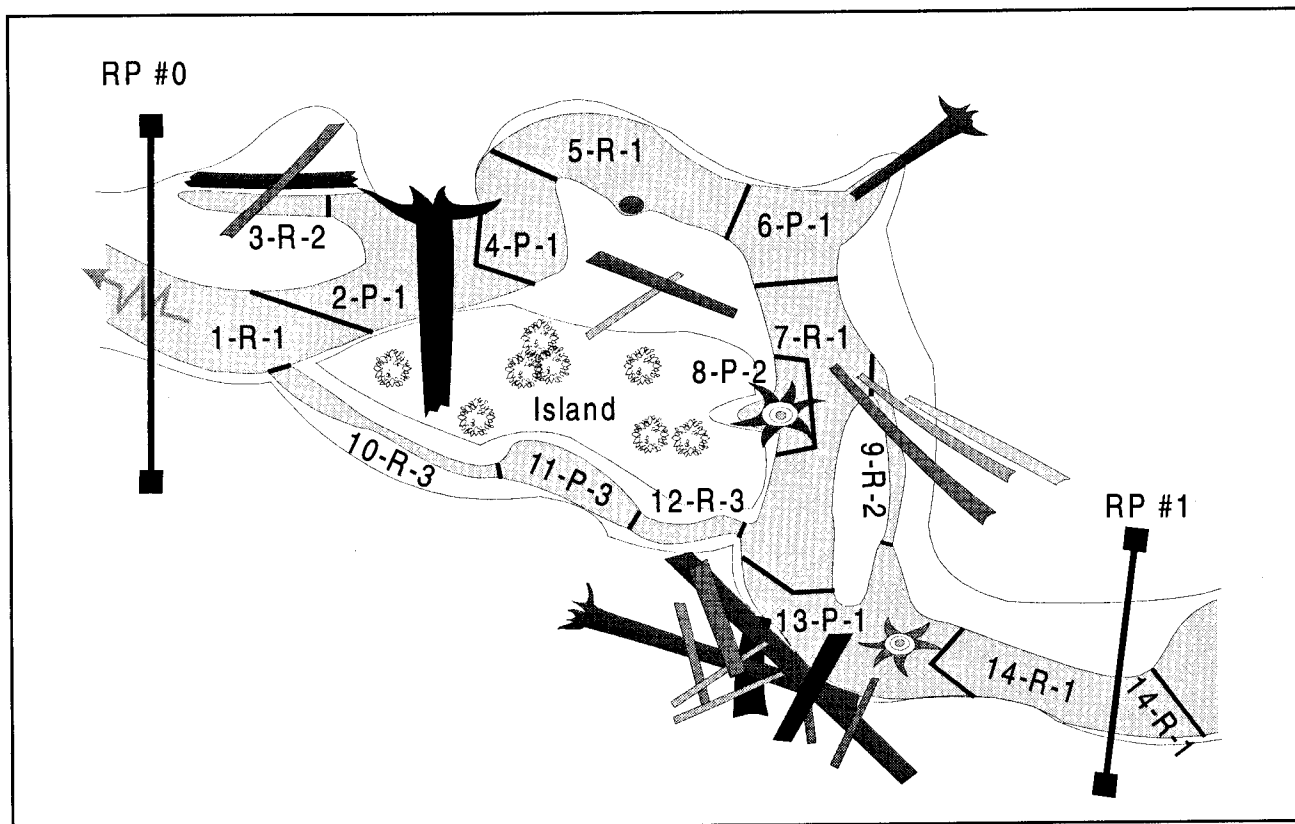 RP #0
5-R-1
3-R-2
4-P-1
6-P-1
2-P-1
1-R-1
7-R-1
8-P-2
Island
10-R-3
11-P-3
12-R-3
9-R-2
RP #1
13-P-1
14-R-1
14-R-1